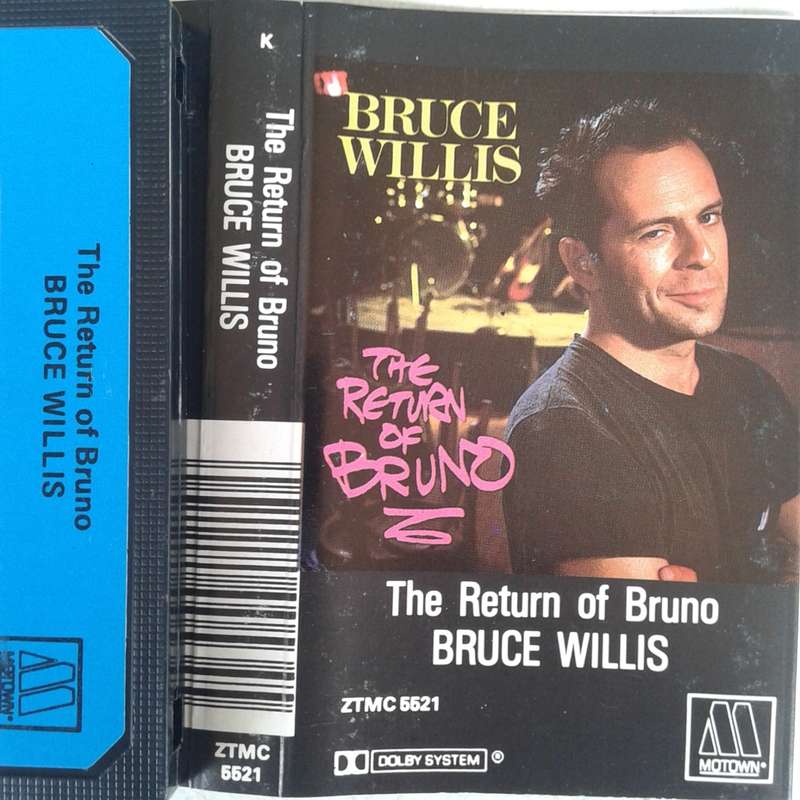 The Return of Bruno
BRUCE WILLIS
MOTOWN®
K
The Return of Bruno
BRUCE WILLIS
ZTMC
5521
BRUCE
WILLIS
THE
RETURN
OF
BRUNO
The Return of Bruno
BRUCE WILLIS
ZTMC 5521
DOLBY SYSTEM ®
MOTOWN®